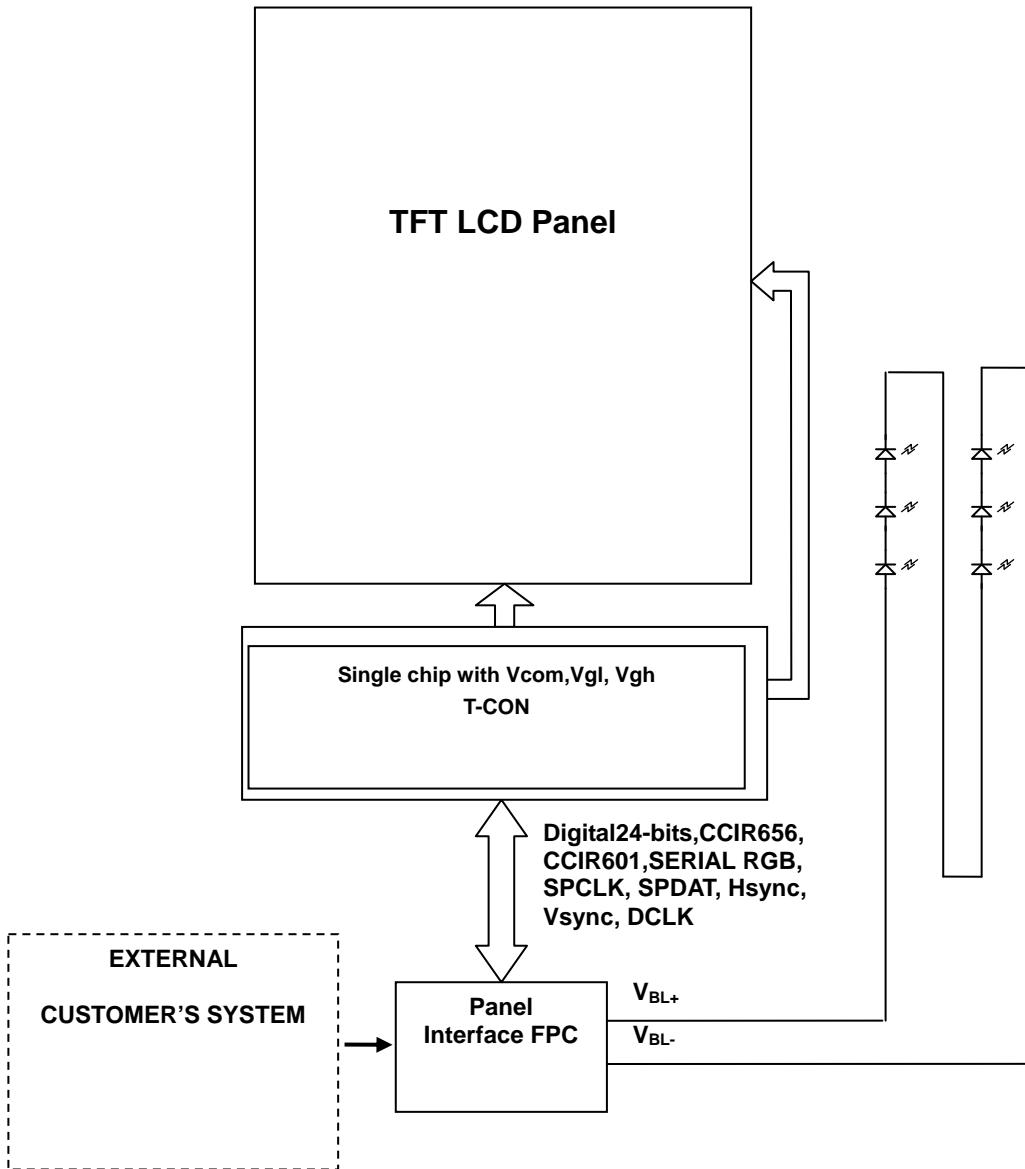 TFT LCD Panel
Single chip with Vcom,Vgl, Vgh
T-CON
Digital24-bits,CCIR656,
CCIR601,SERIAL RGB,
SPCLK, SPDAT, Hsync,
Vsync, DCLK
EXTERNAL
CUSTOMER’S SYSTEM
Panel
Interface FPC
VBL+
VBL-